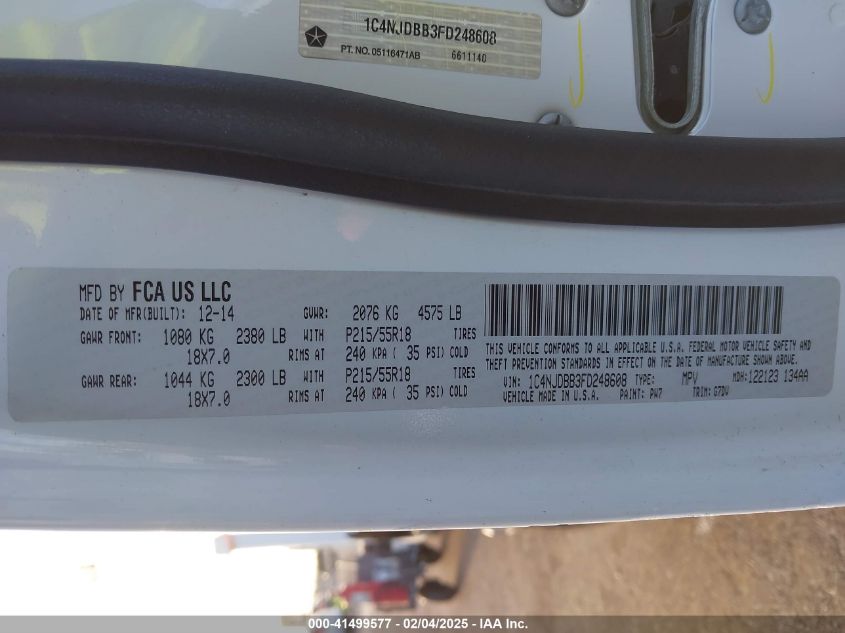 1C4NJDBB3FD248608
PT. NO. 05116471AB 6611140
MFD BY FCA US LLC
DATE OF MFR(BUILT): 12-14 GVWR: 2076 KG 4575 LB
GAWR FRONT: 1080 KG 2380 LB WITH P215/55R18 TIRES
18X7.0 RIMS AT 240 KPA ( 35 PSI) COLD
GAWR REAR: 1044 KG 2300 LB WITH P215/55R18 TIRES
18X7.0 RIMS AT 240 KPA ( 35 PSI) COLD
THIS VEHICLE CONFORMS TO ALL APPLICABLE U.S.A. FEDERAL MOTOR VEHICLE SAFETY AND
THEFT PREVENTION STANDARDS IN EFFECT ON THE DATE OF MANUFACTURE SHOWN ABOVE.
VIN: 1C4NJDBB3FD248608 TYPE: MPV MDH: 122123 134AA
VEHICLE MADE IN U.S.A. PAINT: PW7 TRIM: G7DV
000-41499577 - 02/04/2025 - IAA Inc.